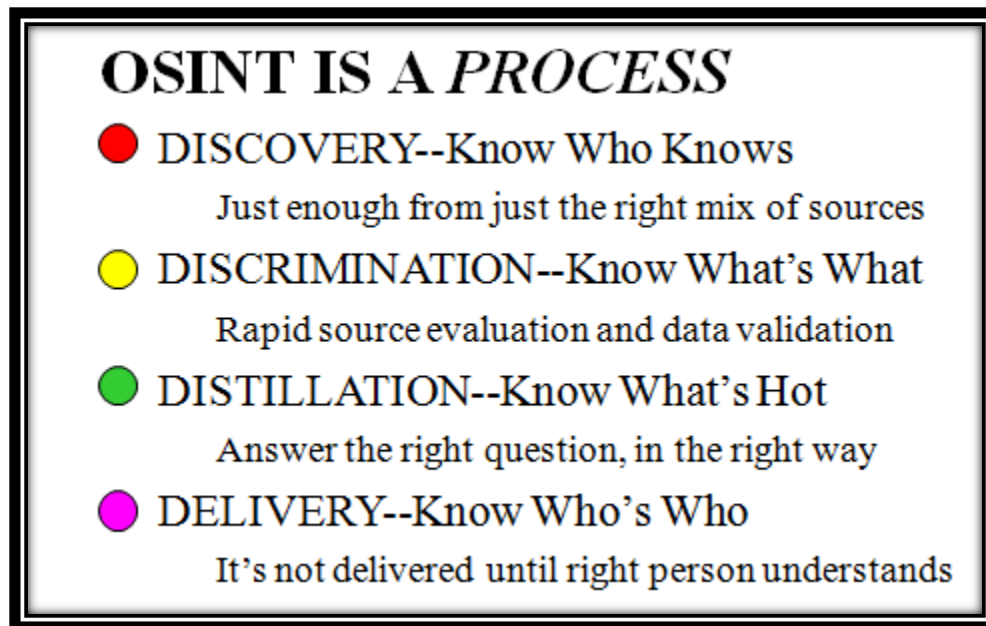 OSINT IS A PROCESS
DISCOVERY--Know Who Knows
Just enough from just the right mix of sources
DISCRIMINATION--Know What’s What
Rapid source evaluation and data validation
DISTILLATION--Know What’s Hot
Answer the right question, in the right way
DELIVERY--Know Who’s Who
It’s not delivered until right person understands